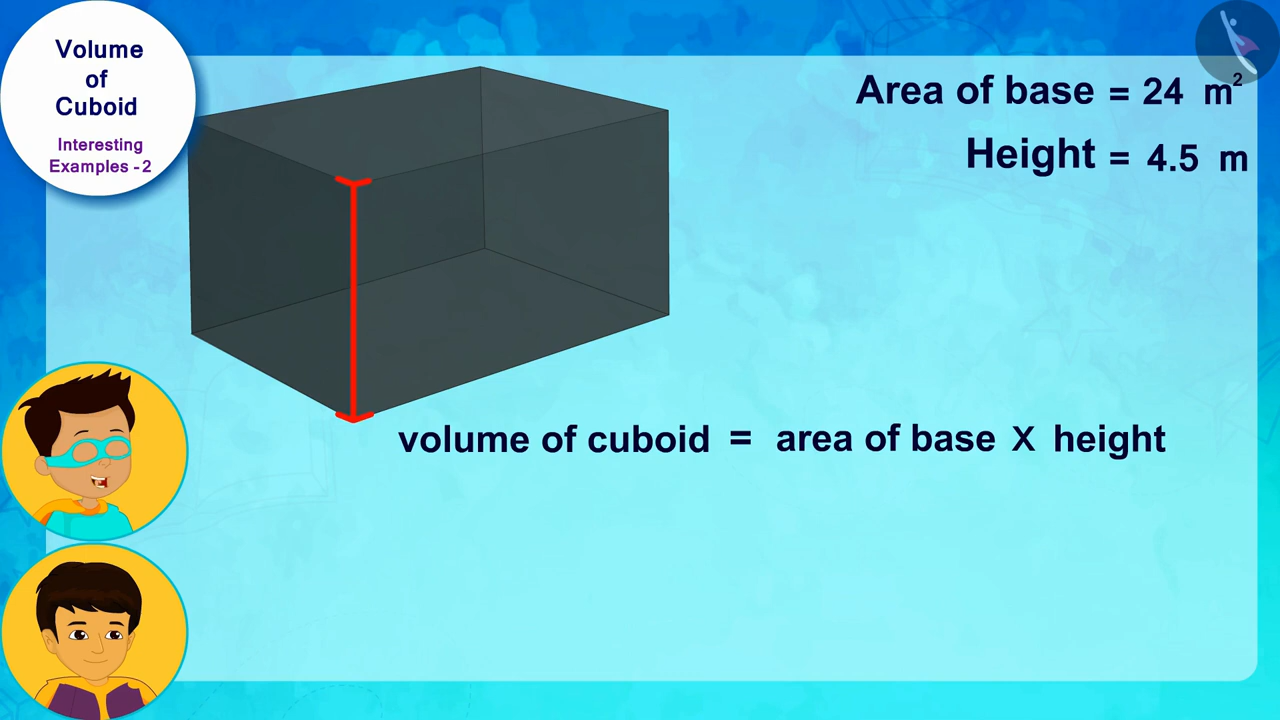 Volume
of
Cuboid
Interesting
Examples - 2
Area of base = 24 m²
Height = 4.5 m
volume of cuboid = area of base X height